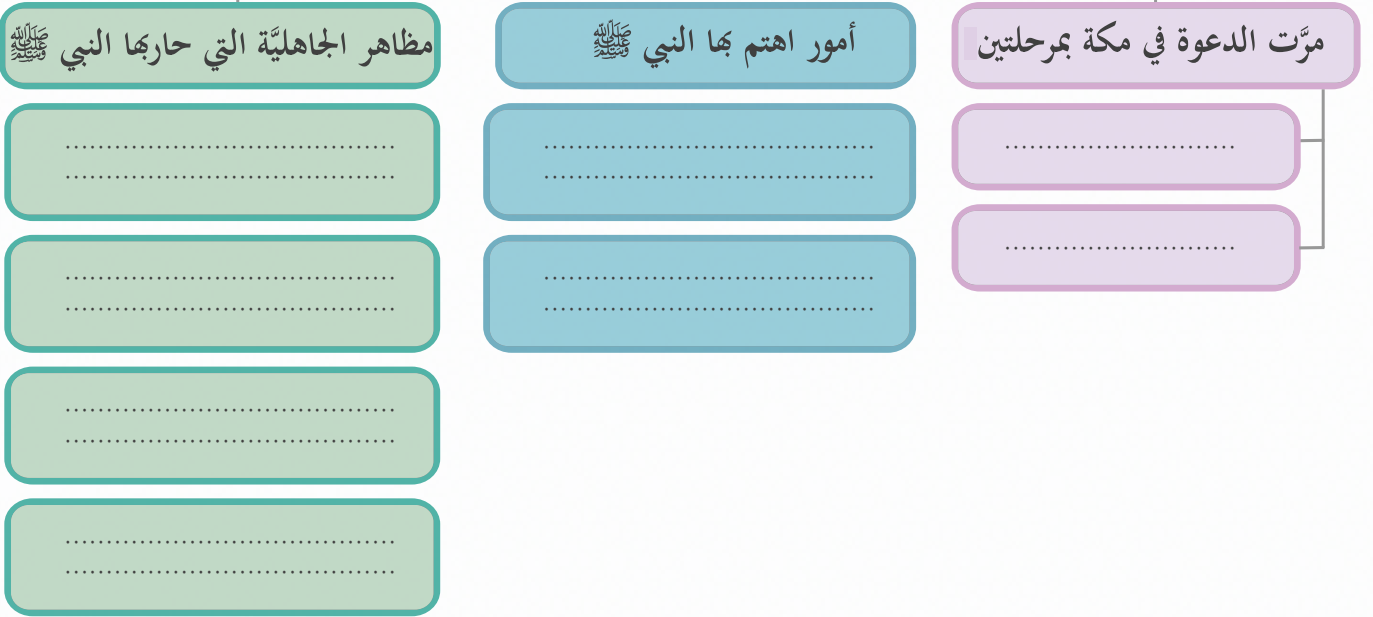 مرَّت الدعوة في مكة بمرحلتين
أمور اهتم بها النبي ﷺ
مظاهر الجاهليَّة التي حاربها النبي ﷺ